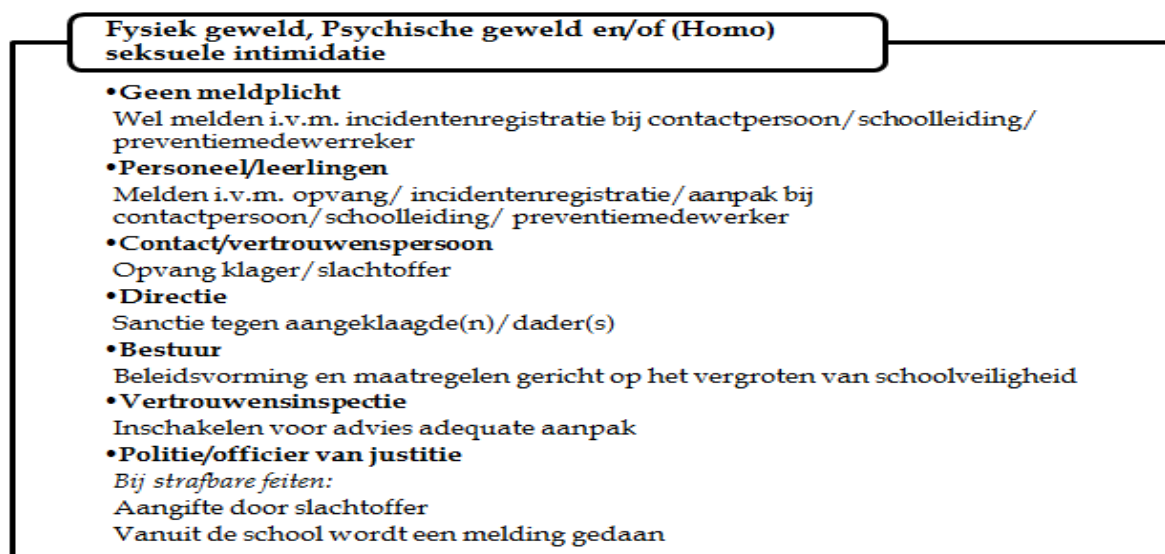 Fysiek geweld, Psychische geweld en/of (Homo)
seksuele intimidatie
•Geen meldplicht
Wel melden i.v.m. incidentenregistratie bij contactpersoon/schoolleiding/
preventiemedewerreker
•Personeel/leerlingen
Melden i.v.m. opvang/ incidentenregistratie/aanpak bij
contactpersoon/schoolleiding/ preventiemedewerker
•Contact/vertrouwenspersoon
Opvang klager/slachtoffer
•Directie
Sanctie tegen aangeklaagde(n)/dader(s)
•Bestuur
Beleidsvorming en maatregelen gericht op het vergroten van schoolveiligheid
•Vertrouwensinspectie
Inschakelen voor advies adequate aanpak
•Politie/officier van justitie
Bij strafbare feiten:
Aangifte door slachtoffer
Vanuit de school wordt een melding gedaan